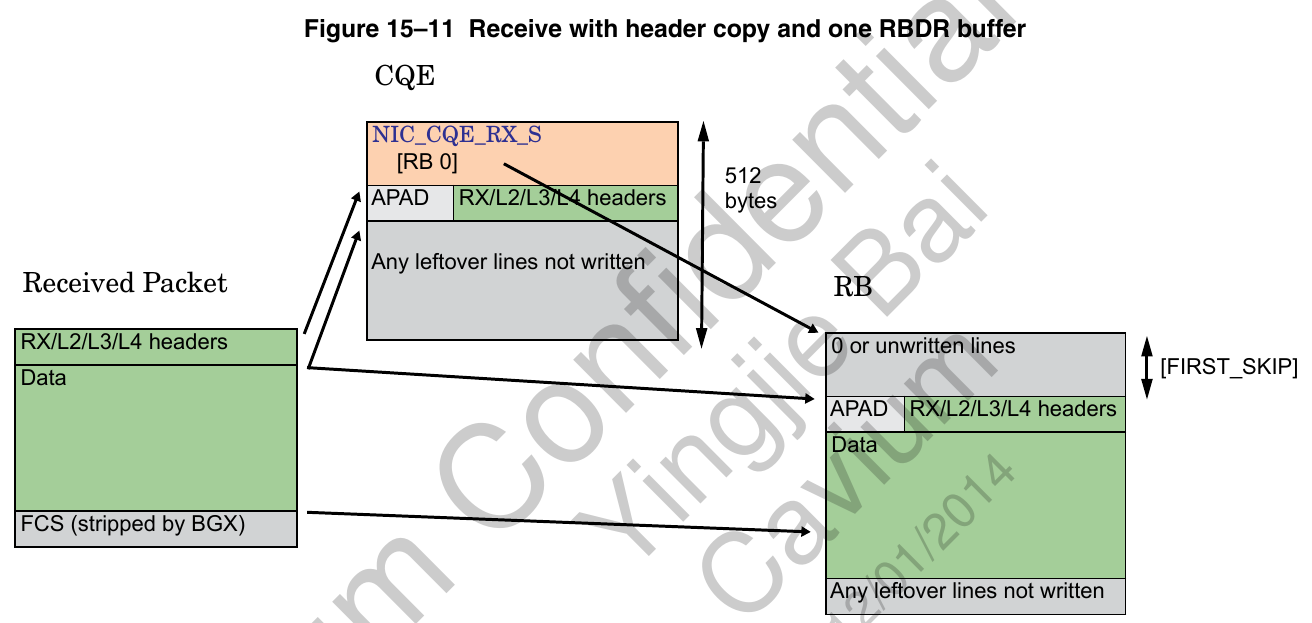 Figure 15–11 Receive with header copy and one RBDR buffer
CQE
NIC_CQE_RX_S
[RB 0]
APAD
RX/L2/L3/L4 headers
512
bytes
Any leftover lines not written
Received Packet
RX/L2/L3/L4 headers
Data
FCS (stripped by BGX)
RB
0 or unwritten lines
[FIRST_SKIP]
APAD
RX/L2/L3/L4 headers
Data
Any leftover lines not written
Confidential
Yingjie Bai
Cavium
12/01/2014